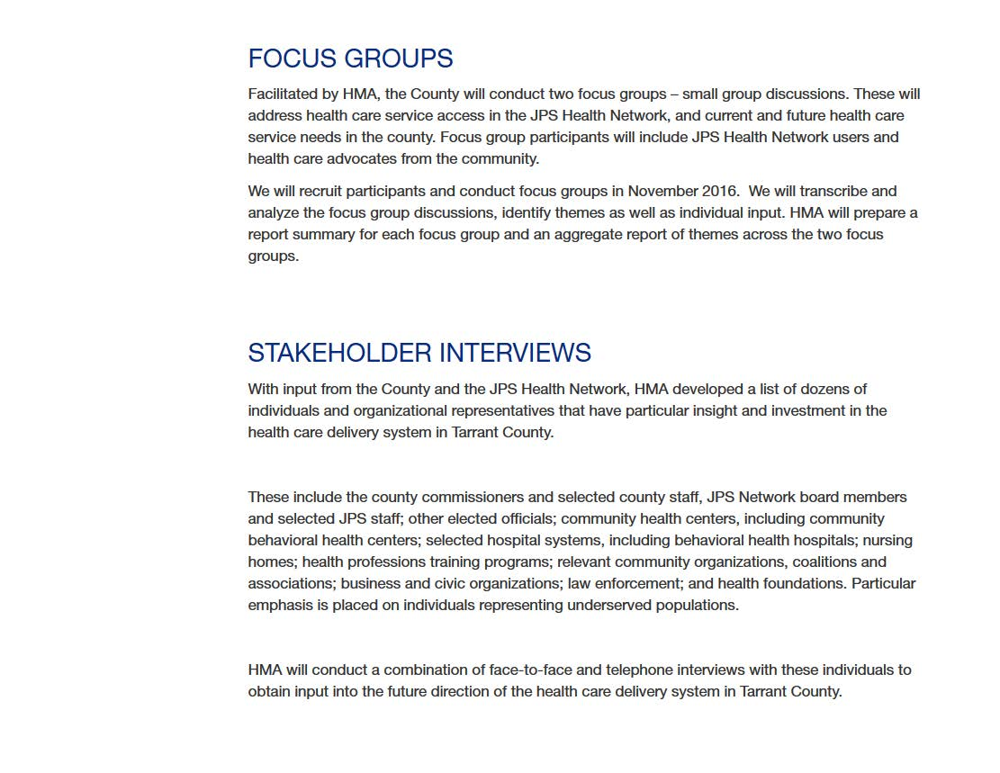 FOCUS GROUPS
Facilitated by HMA, the County will conduct two focus groups – small group discussions. These will
address health care service access in the JPS Health Network, and current and future health care
service needs in the county. Focus group participants will include JPS Health Network users and
health care advocates from the community.
We will recruit participants and conduct focus groups in November 2016.  We will transcribe and
analyze the focus group discussions, identify themes as well as individual input. HMA will prepare a
report summary for each focus group and an aggregate report of themes across the two focus
groups.
STAKEHOLDER INTERVIEWS
With input from the County and the JPS Health Network, HMA developed a list of dozens of
individuals and organizational representatives that have particular insight and investment in the
health care delivery system in Tarrant County.
These include the county commissioners and selected county staff, JPS Network board members
and selected JPS staff; other elected officials; community health centers, including community
behavioral health centers; selected hospital systems, including behavioral health hospitals; nursing
homes; health professions training programs; relevant community organizations, coalitions and
associations; business and civic organizations; law enforcement; and health foundations. Particular
emphasis is placed on individuals representing underserved populations.
HMA will conduct a combination of face-to-face and telephone interviews with these individuals to
obtain input into the future direction of the health care delivery system in Tarrant County.